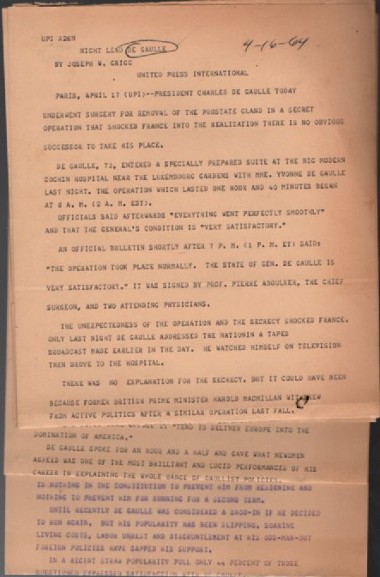 UPI ADEN
4-16-64
NIGHT LEAD DE GAULLE
BY JOSEPH W. GRIGG
UNITED PRESS INTERNATIONAL
PARIS, APRIL 17 (UPI)--PRESIDENT CHARLES DE GAULLE TODAY
UNDERWENT SURGERY FOR REMOVAL OF THE PROSTATE GLAND IN A SECRET
OPERATION THAT SHOCKED FRANCE INTO THE REALIZATION THERE IS NO OBVIOUS
SUCCESSOR TO TAKE HIS PLACE.
DE GAULLE, 73, ENTERED A SPECIALLY PREPARED SUITE AT THE BIG MODERN
COCHIN HOSPITAL NEAR THE LUXEMBOURG GARDENS WITH MME. YVONNE DE GAULLE
LAST NIGHT. THE OPERATION WHICH LASTED ONE HOUR AND 40 MINUTES BEGAN
AT 8 A.M. (2 A.M. EST).
OFFICIALS SAID AFTERWARDS "EVERYTHING WENT PERFECTLY SMOOTHLY"
AND THAT THE GENERAL'S CONDITION IS "VERY SATISFACTORY."
AN OFFICIAL BULLETIN SHORTLY AFTER 7 P.M. (1 P.M. ET) SAID:
"THE OPERATION TOOK PLACE NORMALLY. THE STATE OF GEN. DE GAULLE IS
VERY SATISFACTORY." IT WAS SIGNED BY PROF. PIERRE ABOULKER, THE CHIEF
SURGEON, AND TWO ATTENDING PHYSICIANS.
THE UNEXPECTEDNESS OF THE OPERATION AND THE SECRECY SHOCKED FRANCE.
ONLY LAST NIGHT DE GAULLE ADDRESSED THE NATIONIN A TAPED
BROADCAST MADE EARLIER IN THE DAY. HE WATCHED HIMSELF ON TELEVISION
THEN DROVE TO THE HOSPITAL.
THERE WAS NO EXPLANATION FOR THE SECRECY. BUT IT COULD HAVE BEEN
BECAUSE FORMER BRITISH PRIME MINISTER HAROLD MACMILLAN WITHDREW
FROM ACTIVE POLITICS AFTER A SIMILAR OPERATION LAST FALL.
"TEND TO DELIVER EUROPE INTO THE
DOMINATION OF AMERICA."
DE GAULLE SPOKE FOR AN HOUR AND A HALF AND GAVE WHAT NEWSMEN
AGREED WAS ONE OF THE MOST BRILLIANT AND LUCID PERFORMANCES OF HIS
CAREER IN EXPLAINING THE WHOLE RANGE OF GAULLIST POLICIES.
IS NOTHING IN THE CONSTITUTION TO PREVENT HIM FROM RESIGNING AND
NOTHING TO PREVENT HIM FOR RUNNING FOR A SECOND TERM.
UNTIL RECENTLY DE GAULLE WAS CONSIDERED A SHOO-IN IF HE DECIDED
TO RUN AGAIN, BUT HIS POPULARITY HAS BEEN SLIPPING. SOARING
LIVING COSTS, LABOR UNREST AND DISGRUNTLEMENT AT HIS ODD-MAN-OUT
FOREIGN POLICIES HAVE SAPPED HIS SUPPORT.
IN A RECENT STRAW POPULARITY POLL ONLY 44 PERCENT OF THOSE
QUESTIONED EXPRESSED SATISFACTION WITH DE GAULLE